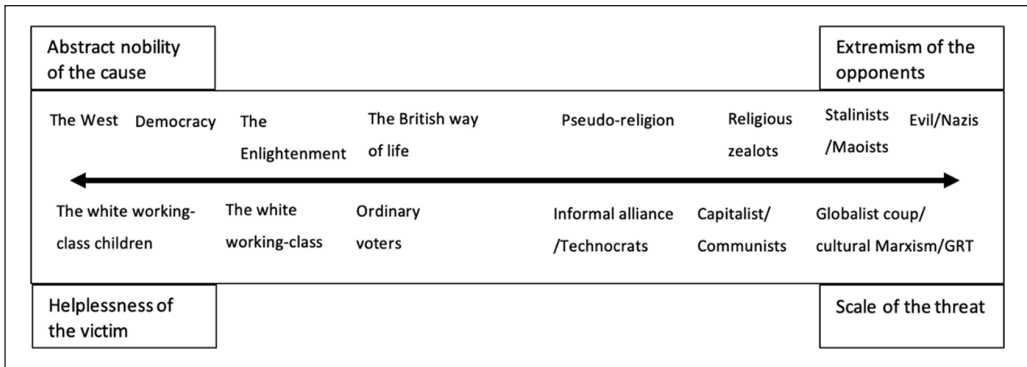 Abstract nobility
of the cause
Extremism of the
opponents
The West
Democracy
The
Enlightenment
The British way
of life
Pseudo-religion
Religious
zealots
Stalinists
/Maoists
Evil/Nazis
The white working-
class children
The white
working-class
Ordinary
voters
Informal alliance
/Technocrats
Capitalist/
Communists
Globalist coup/
cultural Marxism/GRT
Helplessness of
the victim
Scale of the threat